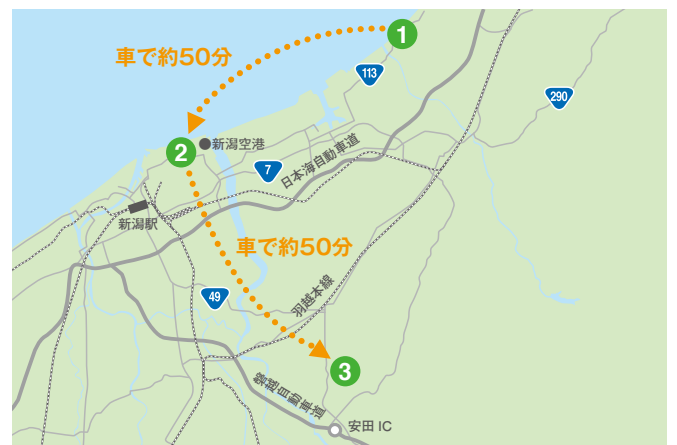 1
車で約50分
113
290
2
新潟空港
7
日本海自動車道
新潟駅
車で約50分
49
羽越本線
3
磐越自動車道
安田 IC